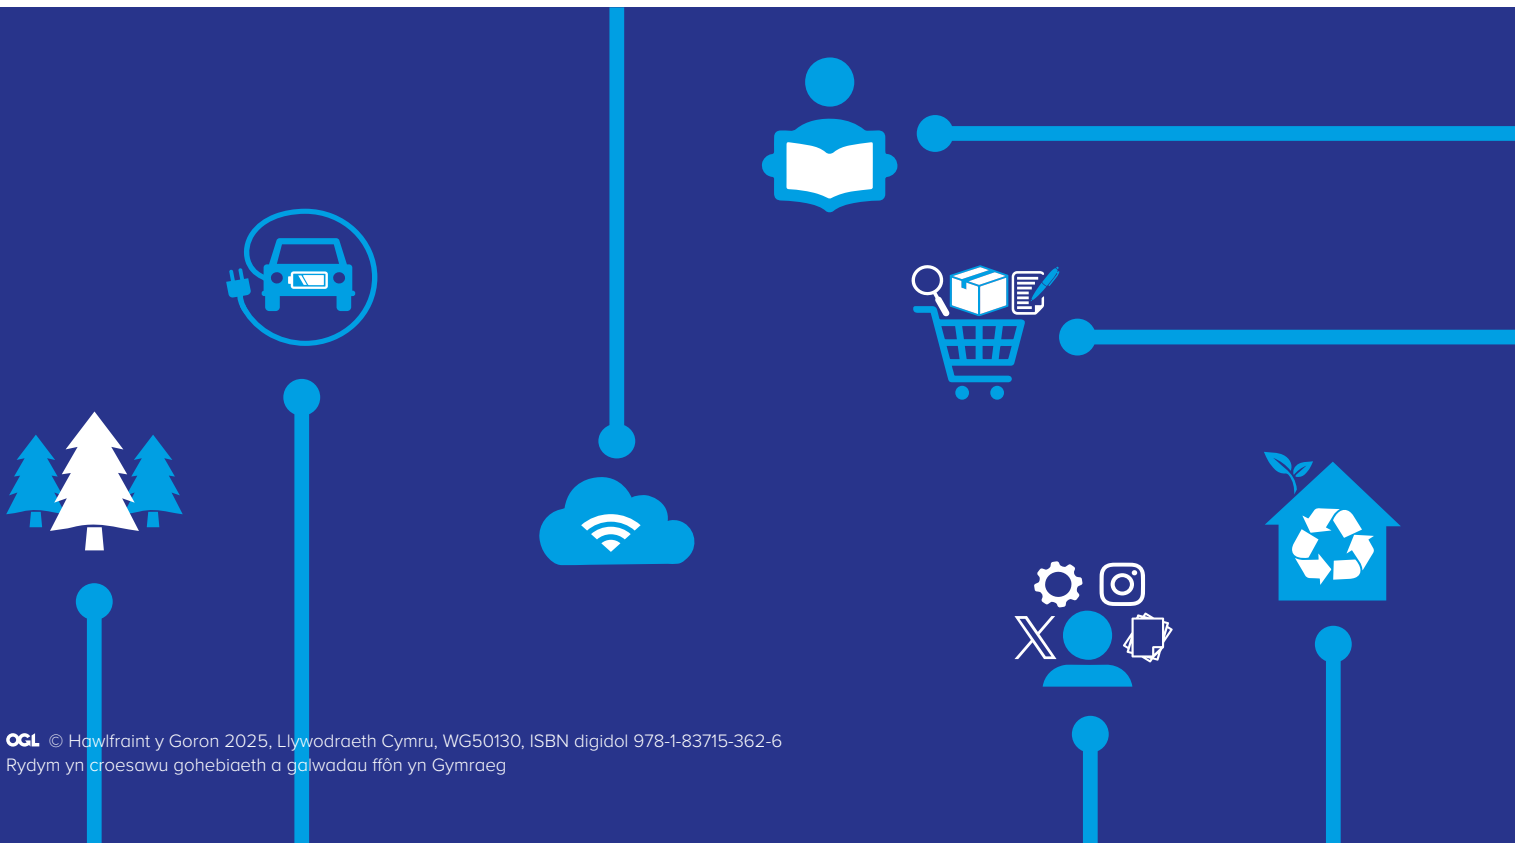 OGL © Hawlfraint y Goron 2025, Llywodraeth Cymru, WG50130, ISBN digidol 978-1-83715-362-6
Rydym yn croesawu gohebiaeth a galwadau ffôn yn Gymraeg